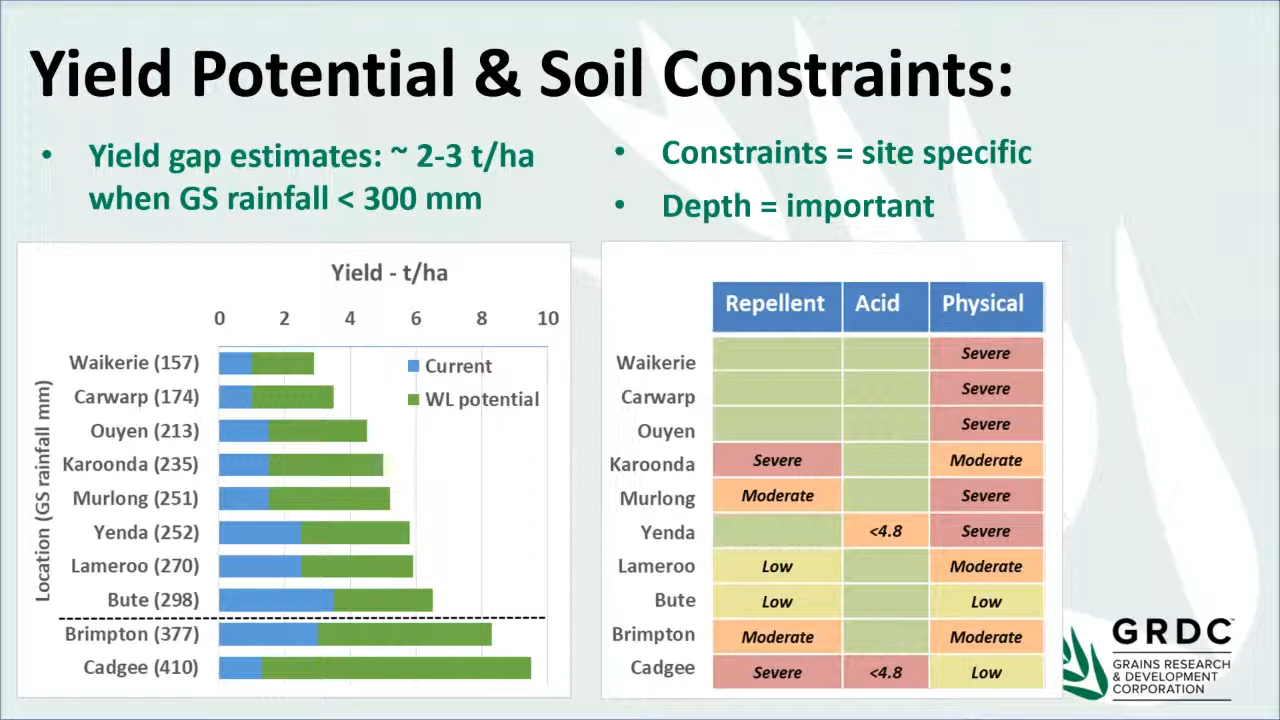 Yield Potential & Soil Constraints:
• Yield gap estimates: ~ 2-3 t/ha
when GS rainfall < 300 mm
• Constraints = site specific
• Depth = important
Yield - t/ha
0 2 4 6 8 10
Location (GS rainfall mm)
Waikerie (157)
Carwarp (174)
Ouyen (213)
Karoonda (235)
Murlong (251)
Yenda (252)
Lameroo (270)
Bute (298)
Brimpton (377)
Cadgee (410)
Current
WL potential
Repellent Acid Physical
Waikerie Severe
Carwarp Severe
Ouyen Severe
Karoonda Severe Moderate
Murlong Moderate Severe
Yenda <4.8 Severe
Lameroo Low Moderate
Bute Low Low
Brimpton Moderate Moderate
Cadgee Severe <4.8 Low
GRDC™
GRAINS RESEARCH
& DEVELOPMENT
CORPORATION